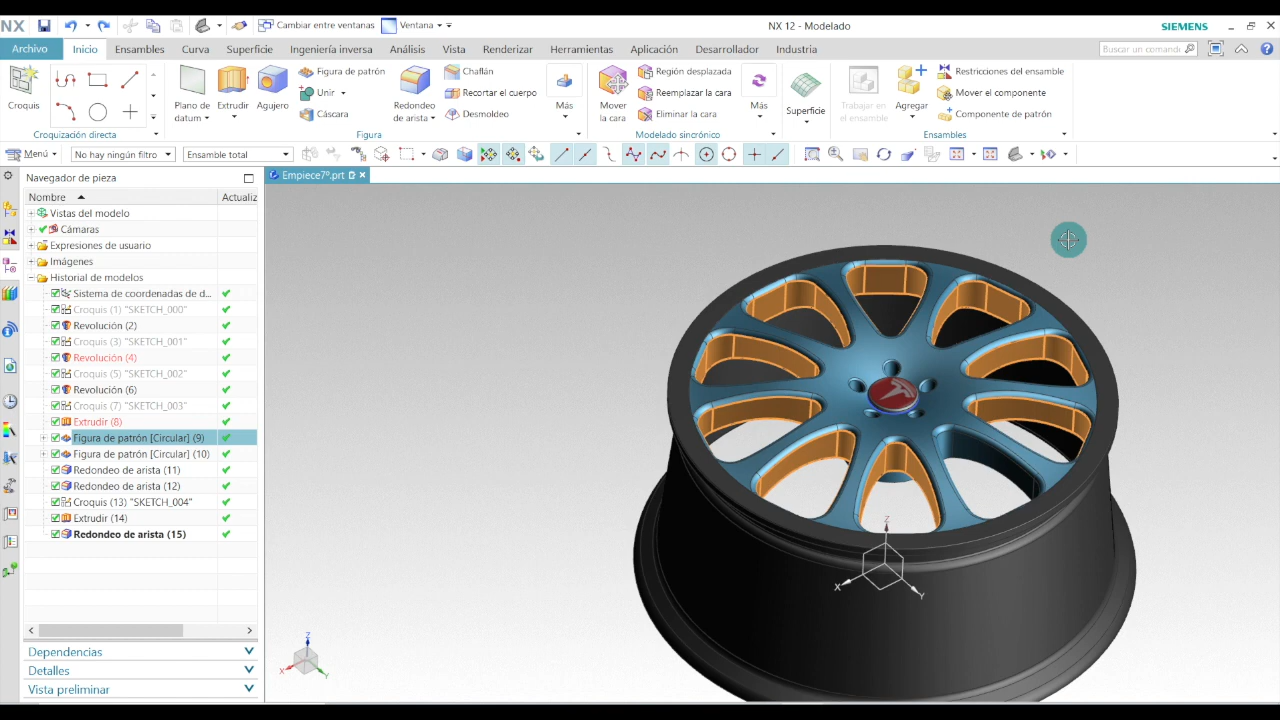 NX
Cambiar entre ventanas
Ventana
NX 12 - Modelado
SIEMENS
Archivo
Inicio
Ensambles
Curva
Superficie
Ingeniería inversa
Análisis
Vista
Renderizar
Herramientas
Aplicación
Desarrollador
Industria
Buscar un comando
Croquis
Croquización directa
Plano de datum
Extrudir
Agujero
Figura de patrón
Unir
Cáscara
Redondeo de arista
Chaflán
Recortar el cuerpo
Desmoldeo
Más
Figura
Mover la cara
Región desplazada
Reemplazar la cara
Eliminar la cara
Más
Modelado sincrónico
Superficie
Trabajar en el ensamble
Agregar
Restricciones del ensamble
Mover el componente
Componente de patrón
Ensambles
Menú
No hay ningún filtro
Ensamble total
Navegador de pieza
Empiece7º.prt
Nombre
Actualiz
Vistas del modelo
Cámaras
Expresiones de usuario
Imágenes
Historial de modelos
Sistema de coordenadas de d...
Croquis (1) "SKETCH_000"
Revolución (2)
Croquis (3) "SKETCH_001"
Revolución (4)
Croquis (5) "SKETCH_002"
Revolución (6)
Croquis (7) "SKETCH_003"
Extrudir (8)
Figura de patrón [Circular] (9)
Figura de patrón [Circular] (10)
Redondeo de arista (11)
Redondeo de arista (12)
Croquis (13) "SKETCH_004"
Extrudir (14)
Redondeo de arista (15)
Dependencias
Detalles
Vista preliminar
Z
X
Y
Z
X
Y